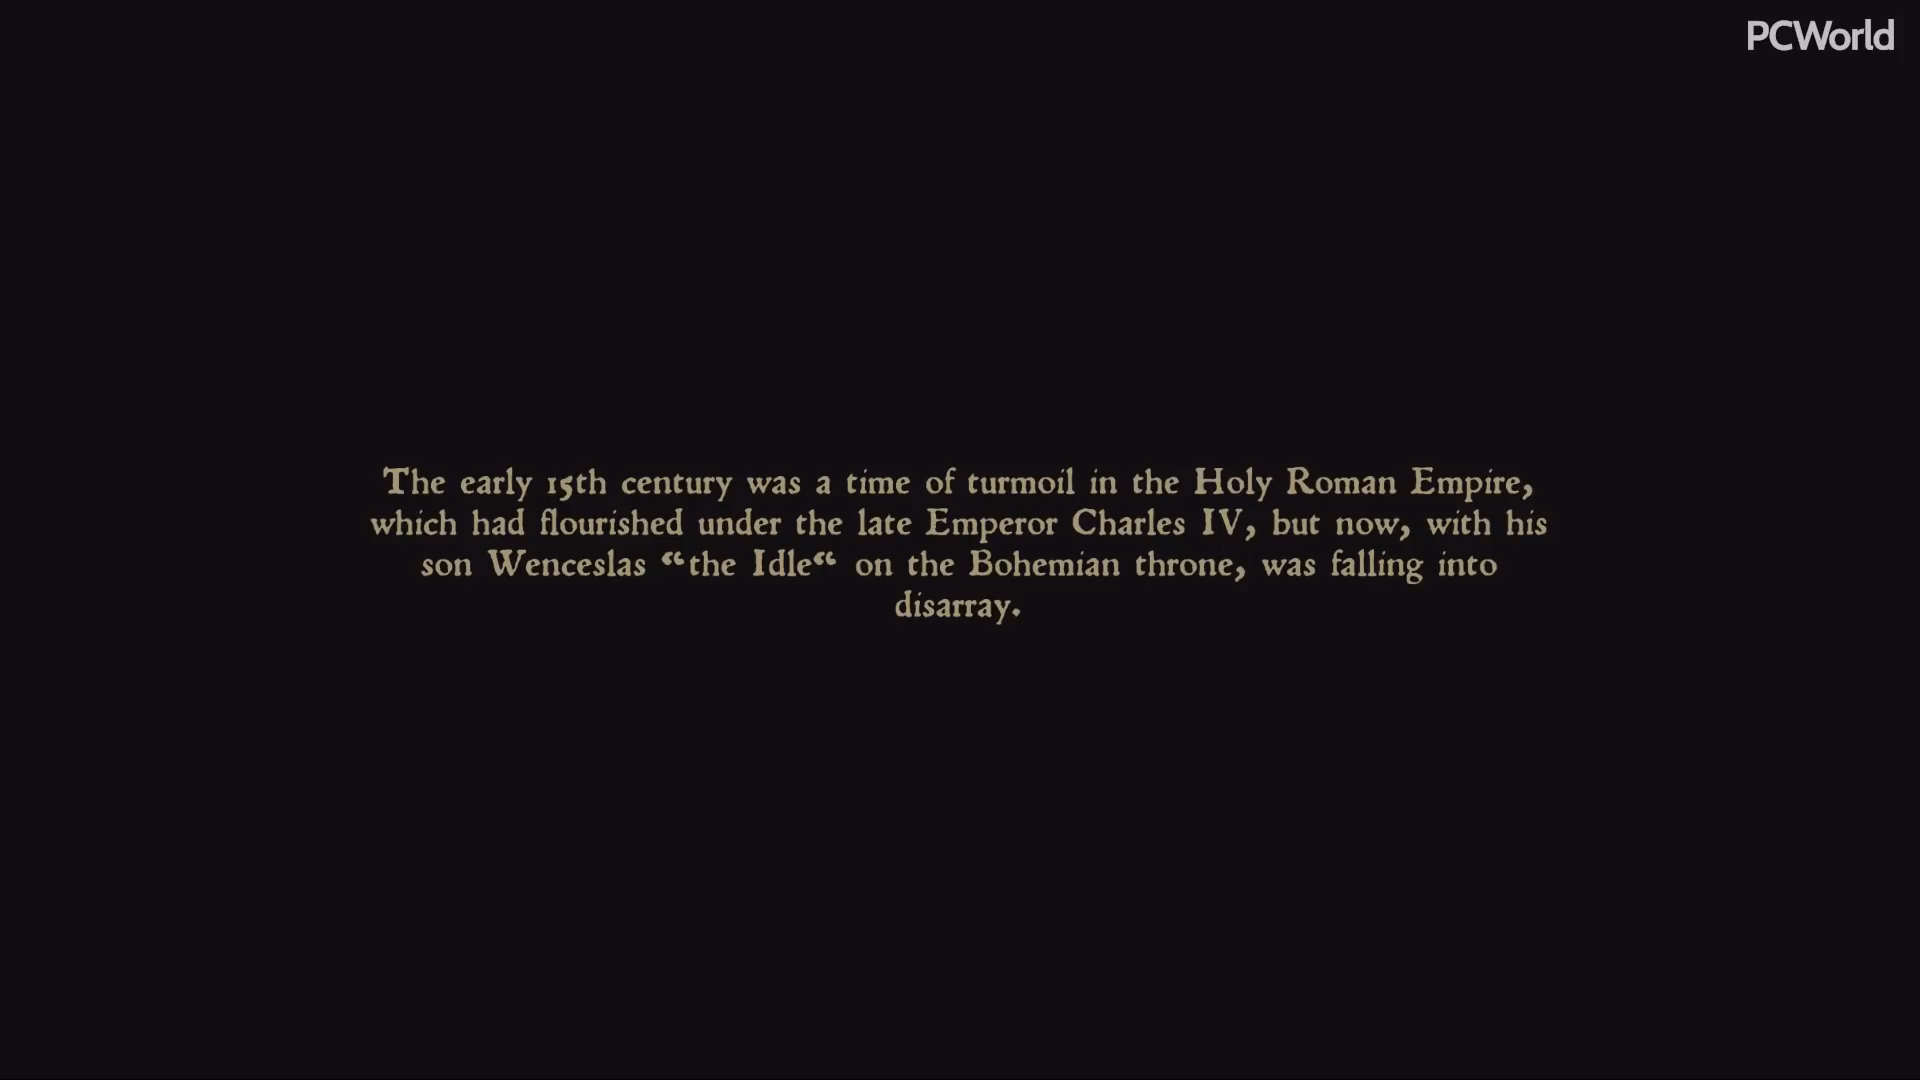 PCWorld
The early 15th century was a time of turmoil in the Holy Roman Empire,
which had flourished under the late Emperor Charles IV, but now, with his
son Wenceslas “the Idle“ on the Bohemian throne, was falling into
disarray.